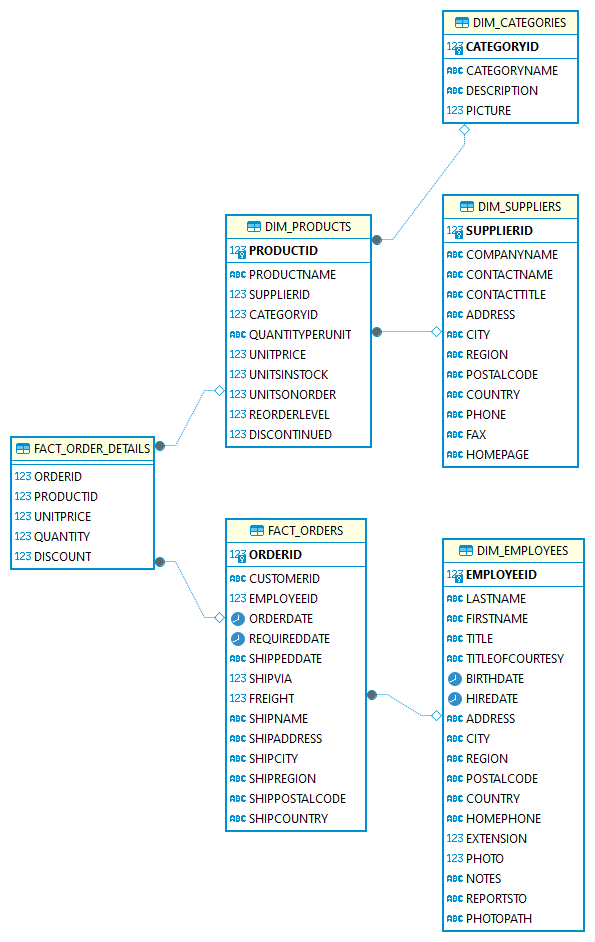 DIM_CATEGORIES
123 CATEGORYID
ABC CATEGORYNAME
ABC DESCRIPTION
123 PICTURE
DIM_SUPPLIERS
123 SUPPLIERID
ABC COMPANYNAME
ABC CONTACTNAME
ABC CONTACTTITLE
ABC ADDRESS
ABC CITY
ABC REGION
ABC POSTALCODE
ABC COUNTRY
ABC PHONE
ABC FAX
ABC HOMEPAGE
DIM_PRODUCTS
123 PRODUCTID
ABC PRODUCTNAME
123 SUPPLIERID
123 CATEGORYID
ABC QUANTITYPERUNIT
123 UNITPRICE
123 UNITSINSTOCK
123 UNITSONORDER
123 REORDERLEVEL
123 DISCONTINUED
FACT_ORDER_DETAILS
123 ORDERID
123 PRODUCTID
123 UNITPRICE
123 QUANTITY
123 DISCOUNT
FACT_ORDERS
123 ORDERID
ABC CUSTOMERID
123 EMPLOYEEID
ORDERDATE
REQUIREDDATE
ABC SHIPPEDDATE
123 SHIPVIA
123 FREIGHT
ABC SHIPNAME
ABC SHIPADDRESS
ABC SHIPCITY
ABC SHIPREGION
ABC SHIPPOSTALCODE
ABC SHIPCOUNTRY
DIM_EMPLOYEES
123 EMPLOYEEID
ABC LASTNAME
ABC FIRSTNAME
ABC TITLE
ABC TITLEOFCOURTESY
BIRTHDATE
HIREDATE
ABC ADDRESS
ABC CITY
ABC REGION
ABC POSTALCODE
ABC COUNTRY
ABC HOMEPHONE
123 EXTENSION
123 PHOTO
ABC NOTES
ABC REPORTSTO
ABC PHOTOPATH